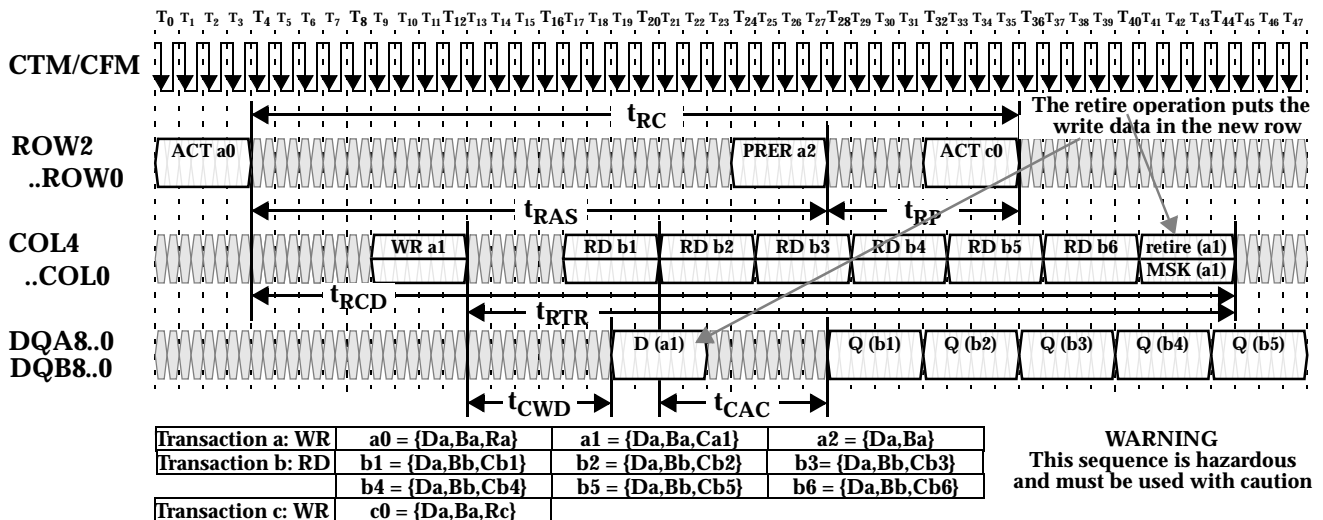 T0 T1 T2 T3 T4 T5 T6 T7 T8 T9 T10 T11 T12 T13 T14 T15 T16 T17 T18 T19 T20 T21 T22 T23 T24 T25 T26 T27 T28 T29 T30 T31 T32 T33 T34 T35 T36 T37 T38 T39 T40 T41 T42 T43 T44 T45 T46 T47
CTM/CFM
tRC
The retire operation puts the
write data in the new row
ROW2
..ROW0
ACT a0 PRER a2 ACT c0
tRAS tRP
COL4
..COL0
WR a1 RD b1 RD b2 RD b3 RD b4 RD b5 RD b6 retire (a1)
MSK (a1)
tRCD
tRTR
DQA8..0
DQB8..0
D (a1) Q (b1) Q (b2) Q (b3) Q (b4) Q (b5)
tCWD tCAC
Transaction a: WR a0 = {Da,Ba,Ra} a1 = {Da,Ba,Ca1} a2 = {Da,Ba}
Transaction b: RD b1 = {Da,Bb,Cb1} b2 = {Da,Bb,Cb2} b3= {Da,Bb,Cb3}
b4 = {Da,Bb,Cb4} b5 = {Da,Bb,Cb5} b6 = {Da,Bb,Cb6}
Transaction c: WR c0 = {Da,Ba,Rc}
WARNING
This sequence is hazardous
and must be used with caution